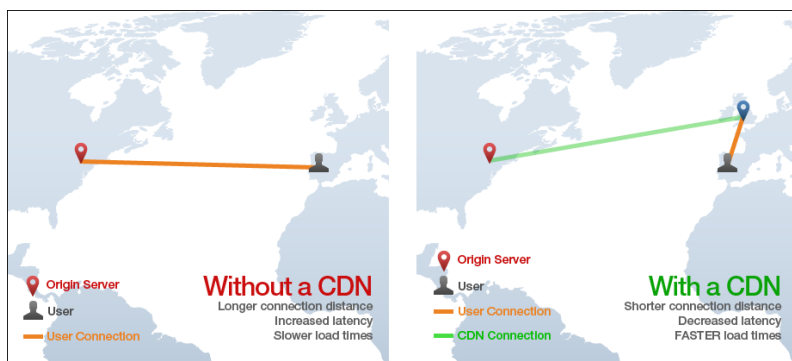 Origin Server
User
User Connection
Without a CDN
Longer connection distance
Increased latency
Slower load times
Origin Server
User
User Connection
CDN Connection
With a CDN
Shorter connection distance
Decreased latency
FASTER load times